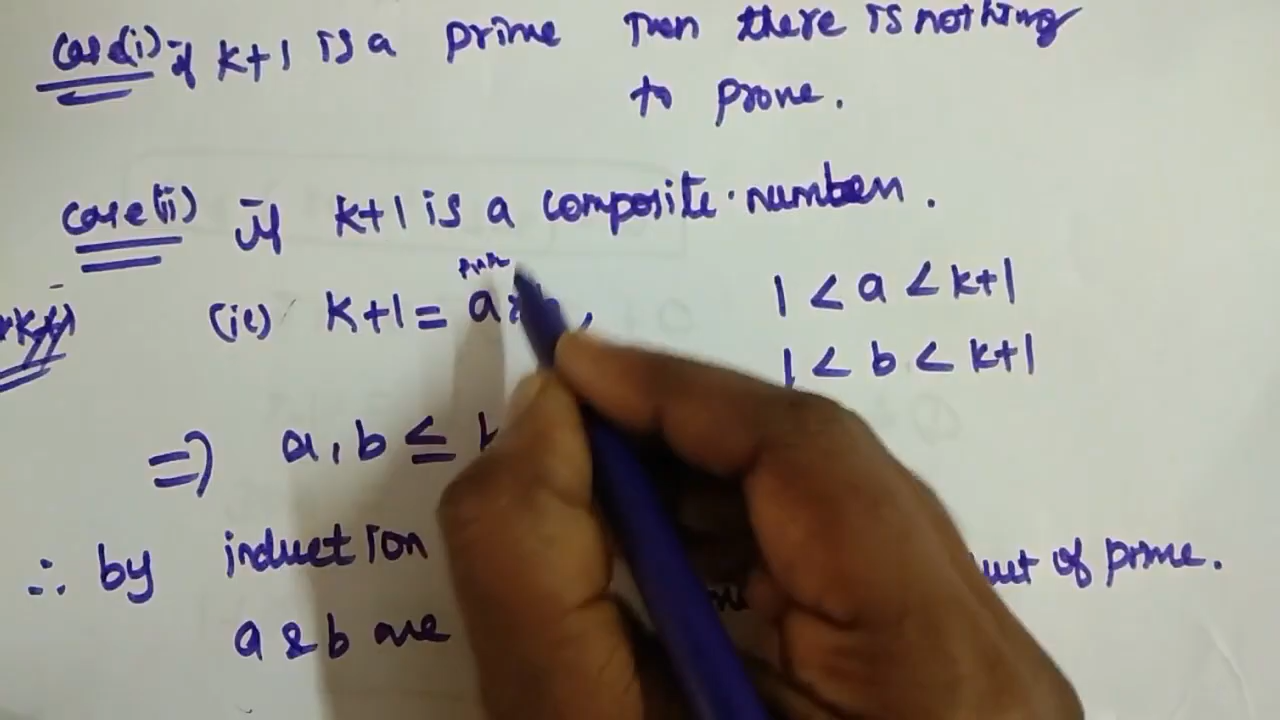 case(i) if k+1 is a prime then there is nothing
to prove.
case(ii) if k+1 is a composite number.
(ie) k+1 = a
1 < a < k+1
1 < b < k+1
=> a, b ≤
∴ by induction of prime.
a & b are